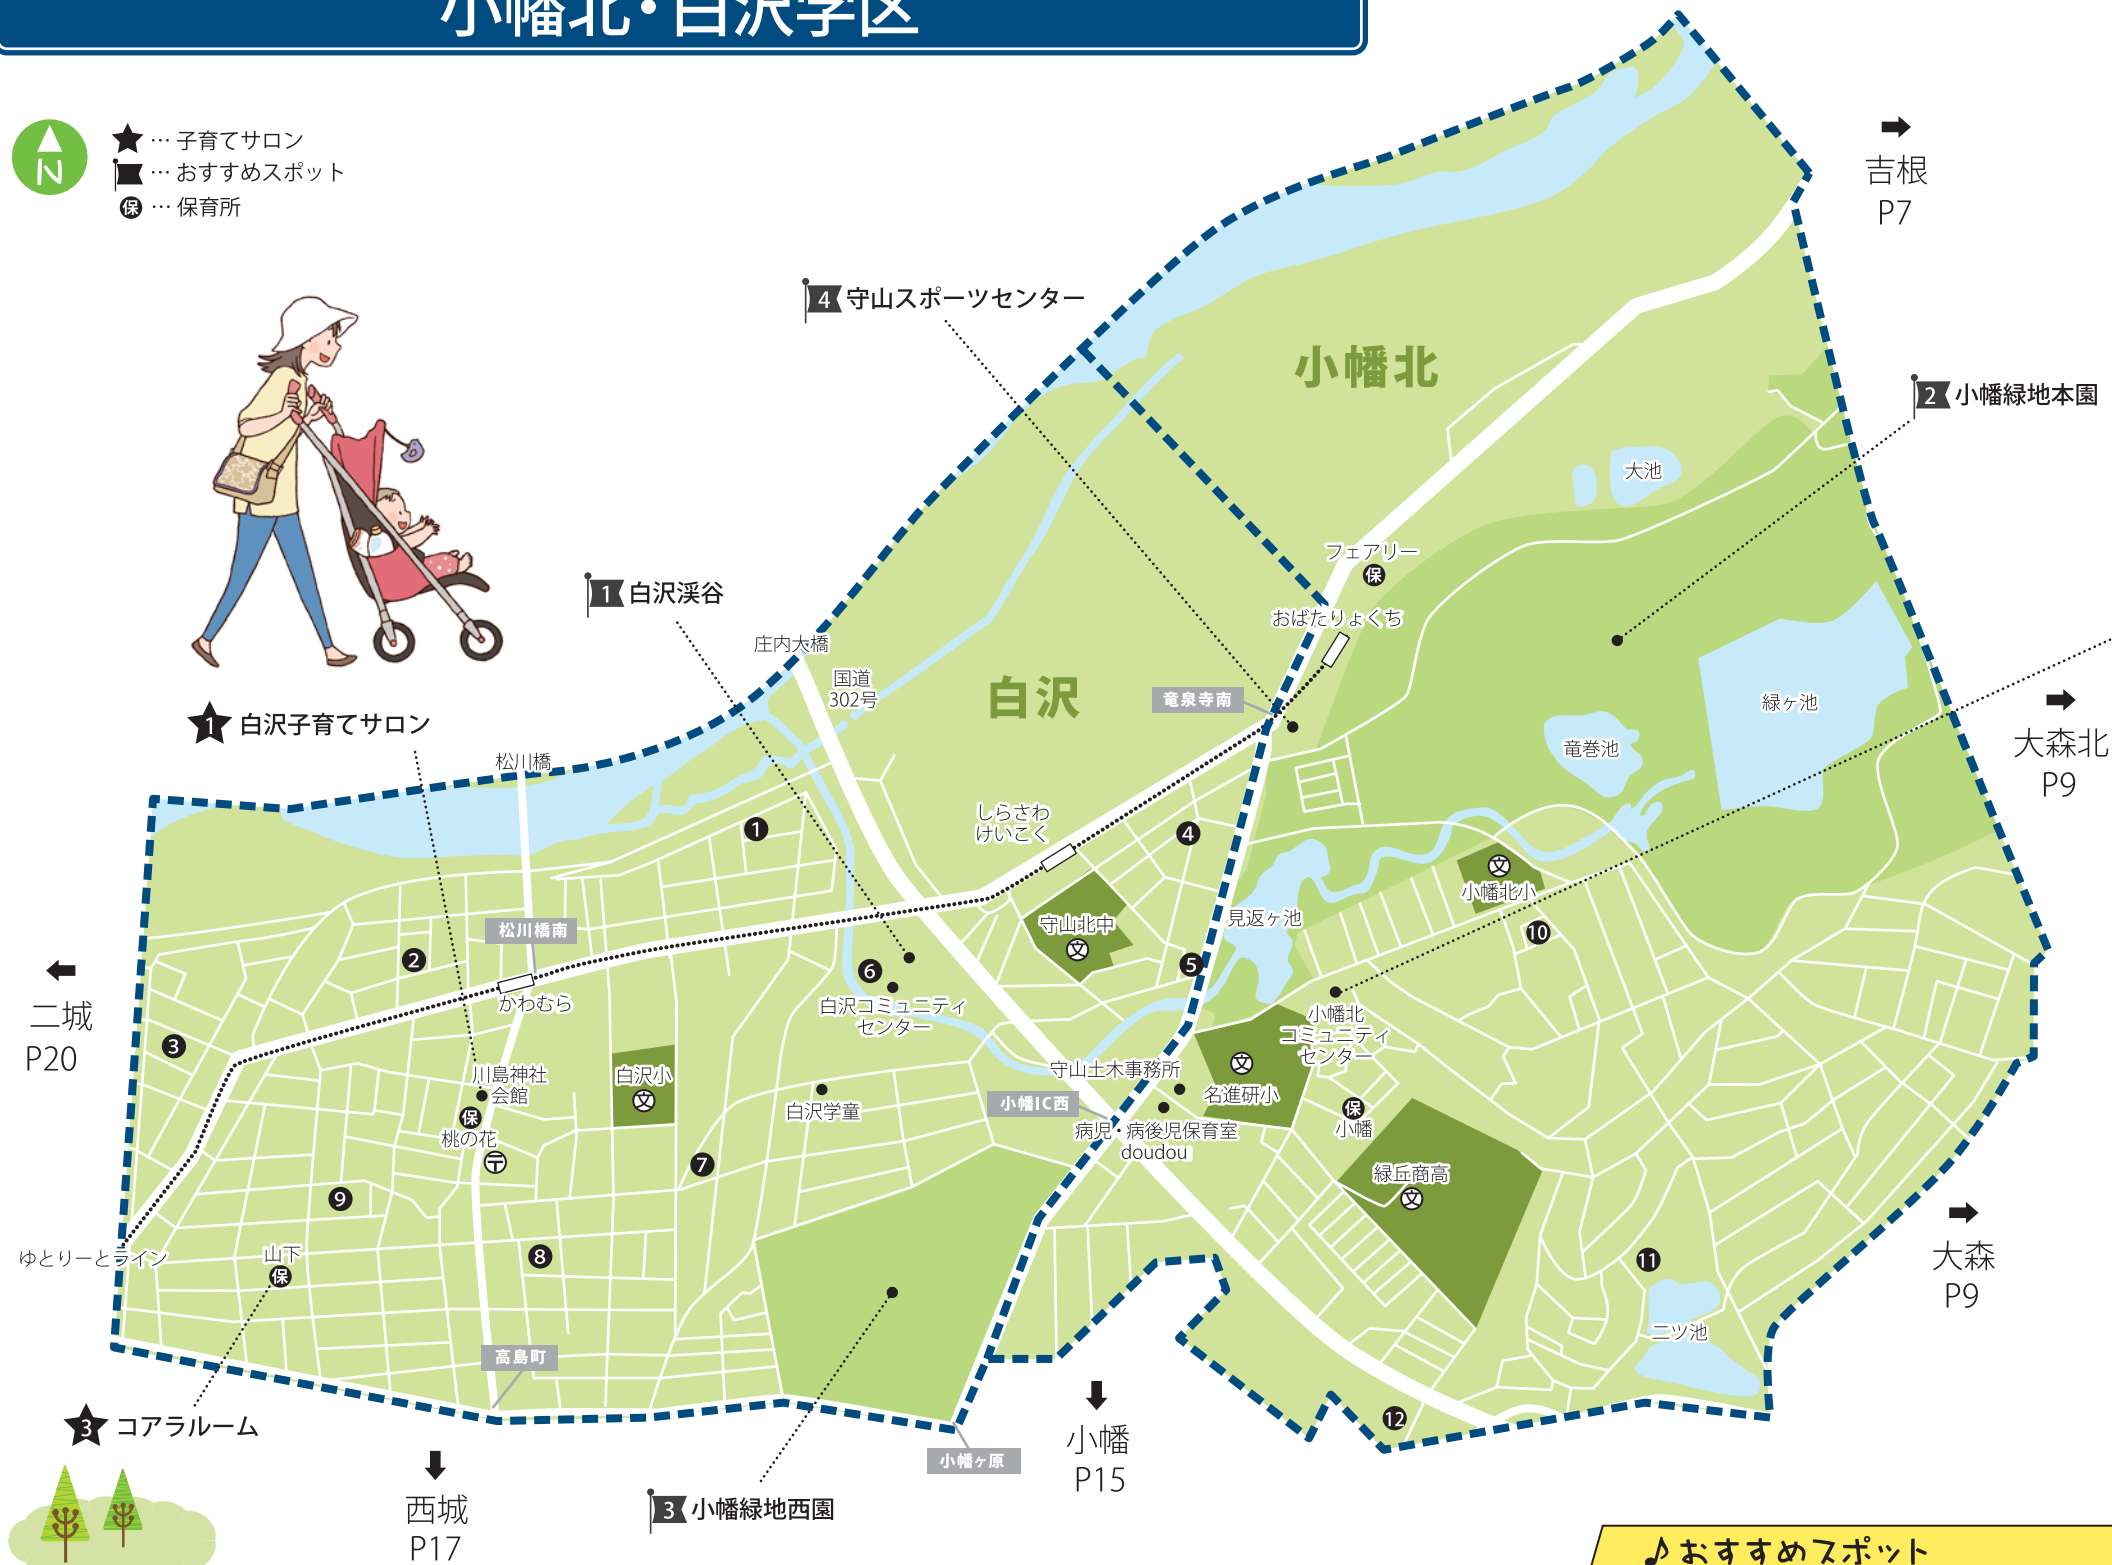 小幡北・白沢学区
N
★ … 子育てサロン
… おすすめスポット
保 … 保育所
吉根
P7
4 守山スポーツセンター
小幡北
2 小幡緑地本園
大池
フェアリー
保
1 白沢渓谷
おばたりょくち
庄内大橋
国道
302号
白沢
竜泉寺南
緑ヶ池
1 白沢子育てサロン
竜巻池
大森北
P9
松川橋
しらさわ
けいこく
1
4
文
小幡北小
守山北中
文
見返ヶ池
松川橋南
10
2
5
6
かわむら
白沢コミュニティ
センター
小幡北
コミュニティ
センター
二城
P20
3
川島神社
会館
白沢小
文
守山土木事務所
文
名進研小
保
桃の花
〒
白沢学童
小幡IC西
病児・病後児保育室
doudou
保
小幡
7
緑丘商高
文
9
ゆとりーとライン
山下
保
8
11
大森
P9
二ツ池
高島町
3 コアラルーム
12
小幡ヶ原
小幡
P15
西城
P17
3 小幡緑地西園
♪おすすめスポット